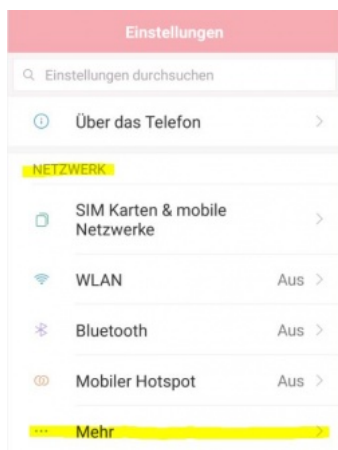 Einstellungen
Einstellungen durchsuchen
Über das Telefon
NETZWERK
SIM Karten & mobile
Netzwerke
WLAN Aus
Bluetooth Aus
Mobiler Hotspot Aus
Mehr